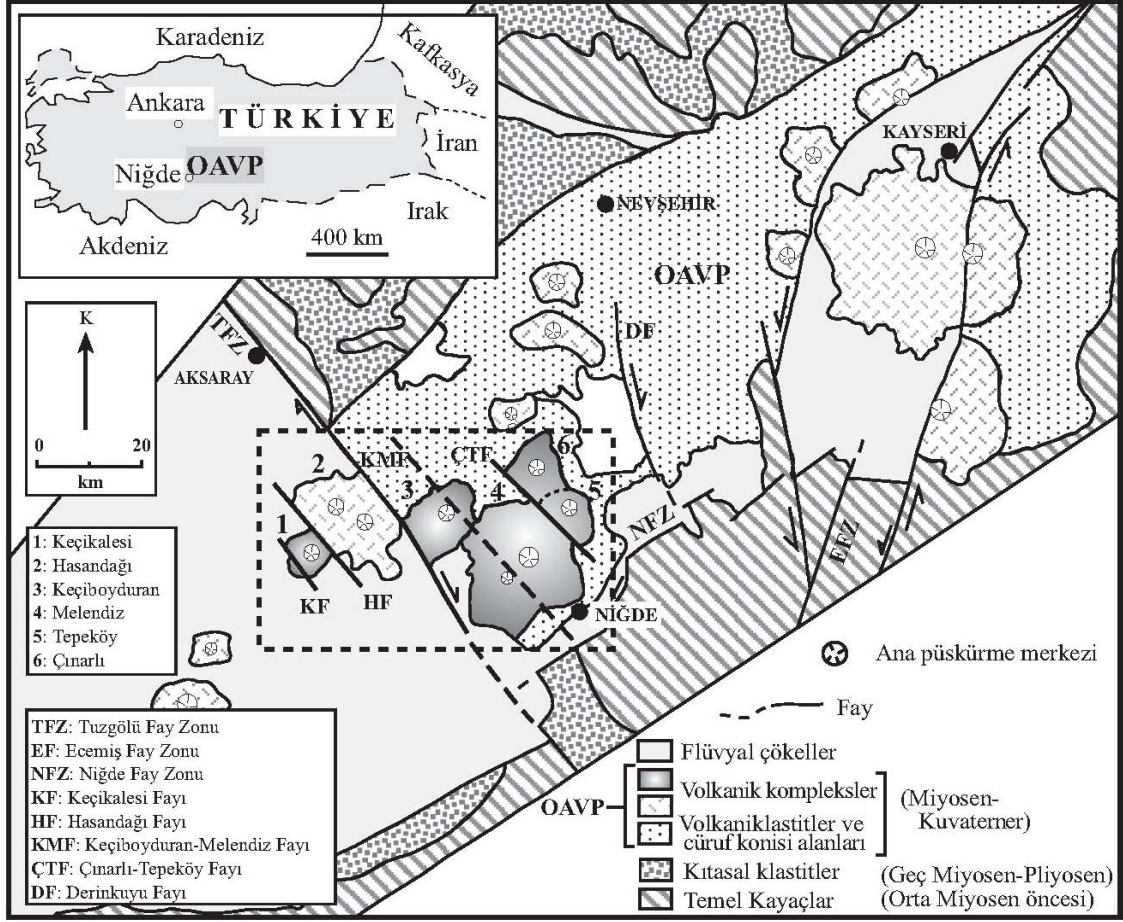 Karadeniz
Kafkasya
Ankara
TÜRKİYE
İran
Niğde
OAVP
Irak
Akdeniz
400 km
KAYSERİ
NEVŞEHİR
OAVP
K
TFZ
DF
AKSARAY
0 20
km
2
KMF
ÇTF
6
3
4
5
NFZ
1
EFZ
KF
HF
NİĞDE
1: Keçikalesi
2: Hasandağı
3: Keçiboyduran
4: Melendiz
5: Tepeköy
6: Çınarlı
TFZ: Tuzgölü Fay Zonu
EF: Ecemiş Fay Zonu
NFZ: Niğde Fay Zonu
KF: Keçikalesi Fayı
HF: Hasandağı Fayı
KMF: Keçiboyduran-Melendiz Fayı
ÇTF: Çınarlı-Tepeköy Fayı
DF: Derinkuyu Fayı
Ana püskürme merkezi
Fay
Flüvyal çökeller
OAVP
Volkanik kompleksler
Volkaniklastitler ve
cüruf konisi alanları
(Miyosen-
Kuvaterner)
Kıtasal klastitler (Geç Miyosen-Pliyosen)
Temel Kayaçlar (Orta Miyosen öncesi)